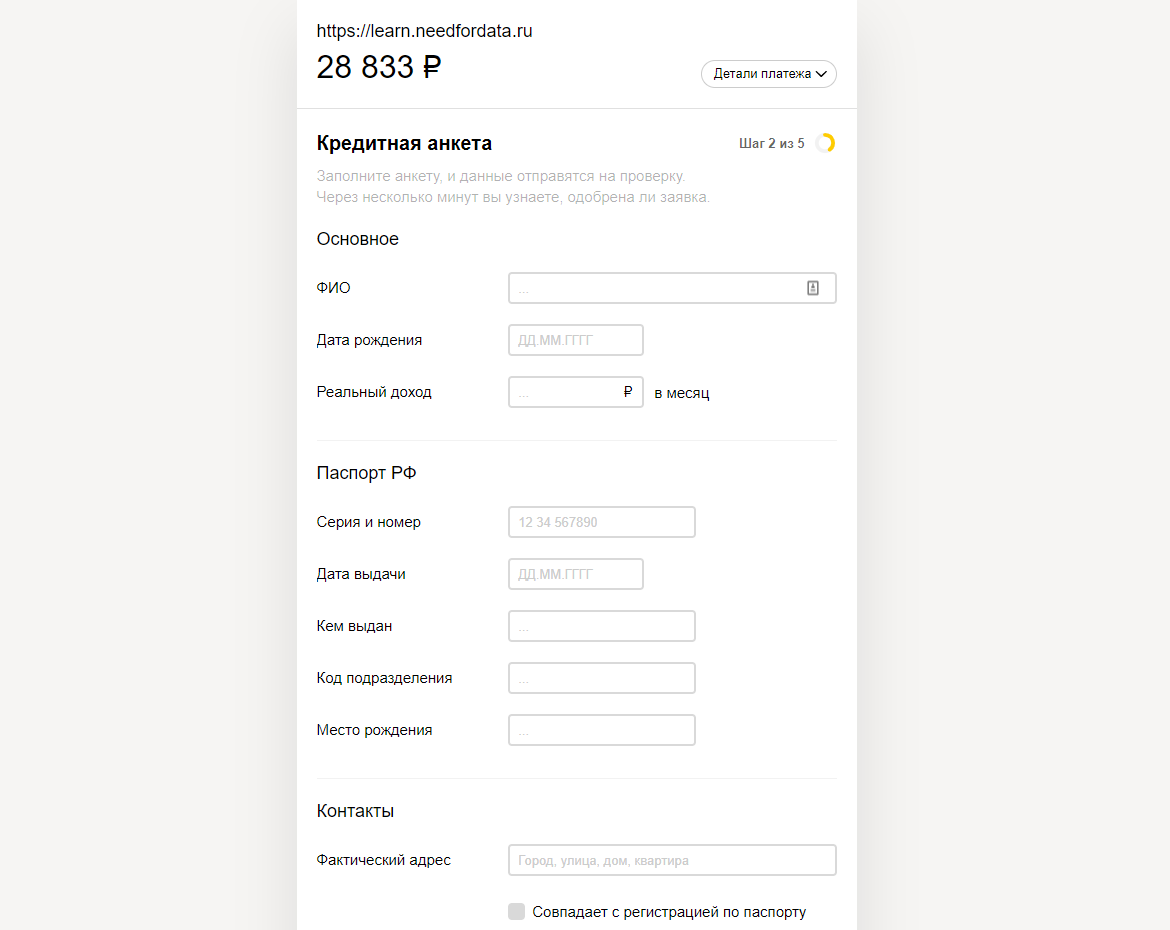 https://learn.needfordata.ru
28 833 ₽
Детали платежа
Кредитная анкета
Шаг 2 из 5
Заполните анкету, и данные отправятся на проверку.
Через несколько минут вы узнаете, одобрена ли заявка.
Основное
ФИО
...
Дата рождения
ДД.ММ.ГГГГ
Реальный доход
... ₽ в месяц
Паспорт РФ
Серия и номер
12 34 567890
Дата выдачи
ДД.ММ.ГГГГ
Кем выдан
...
Код подразделения
...
Место рождения
...
Контакты
Фактический адрес
Город, улица, дом, квартира
Совпадает с регистрацией по паспорту